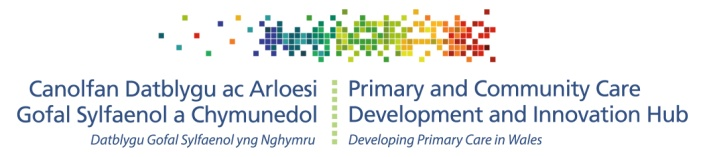 Canolfan Datblygu ac Arloesi
Gofal Sylfaenol a Chymunedol
Datblygu Gofal Sylfaenol yng Nghymru
Primary and Community Care
Development and Innovation Hub
Developing Primary Care in Wales